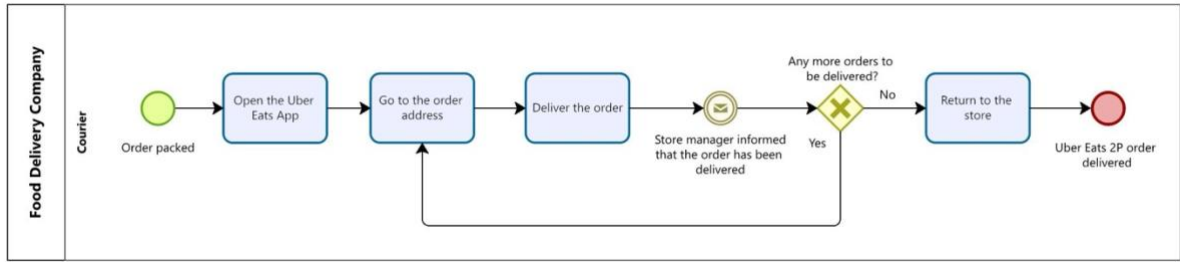 Food Delivery Company
Courier
Order packed
Open the Uber
Eats App
Go to the order
address
Deliver the order
Store manager informed
that the order has been
delivered
Any more orders to
be delivered?
No
Yes
Return to the
store
Uber Eats 2P order
delivered